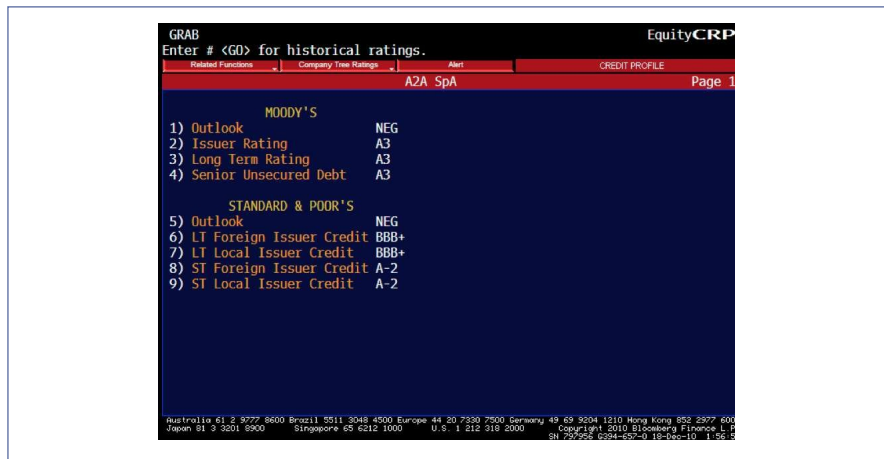 GRAB EquityCRP
Enter # <GO> for historical ratings.
Related Functions Company Tree Ratings Alert CREDIT PROFILE
A2A SpA Page 1
MOODY'S
1) Outlook NEG
2) Issuer Rating A3
3) Long Term Rating A3
4) Senior Unsecured Debt A3
STANDARD & POOR'S
5) Outlook NEG
6) LT Foreign Issuer Credit BBB+
7) LT Local Issuer Credit BBB+
8) ST Foreign Issuer Credit A-2
9) ST Local Issuer Credit A-2
Australia 61 2 9777 8600 Brazil 5511 3048 4500 Europe 44 20 7330 7500 Germany 49 69 9204 1210 Hong Kong 852 2977 600
Japan 81 3 3201 8900 Singapore 65 6212 1000 U.S. 1 212 318 2000 Copyright 2010 Bloomberg Finance L.P
SN 797956 G394-657-0 18-Dec-10 1:56:5